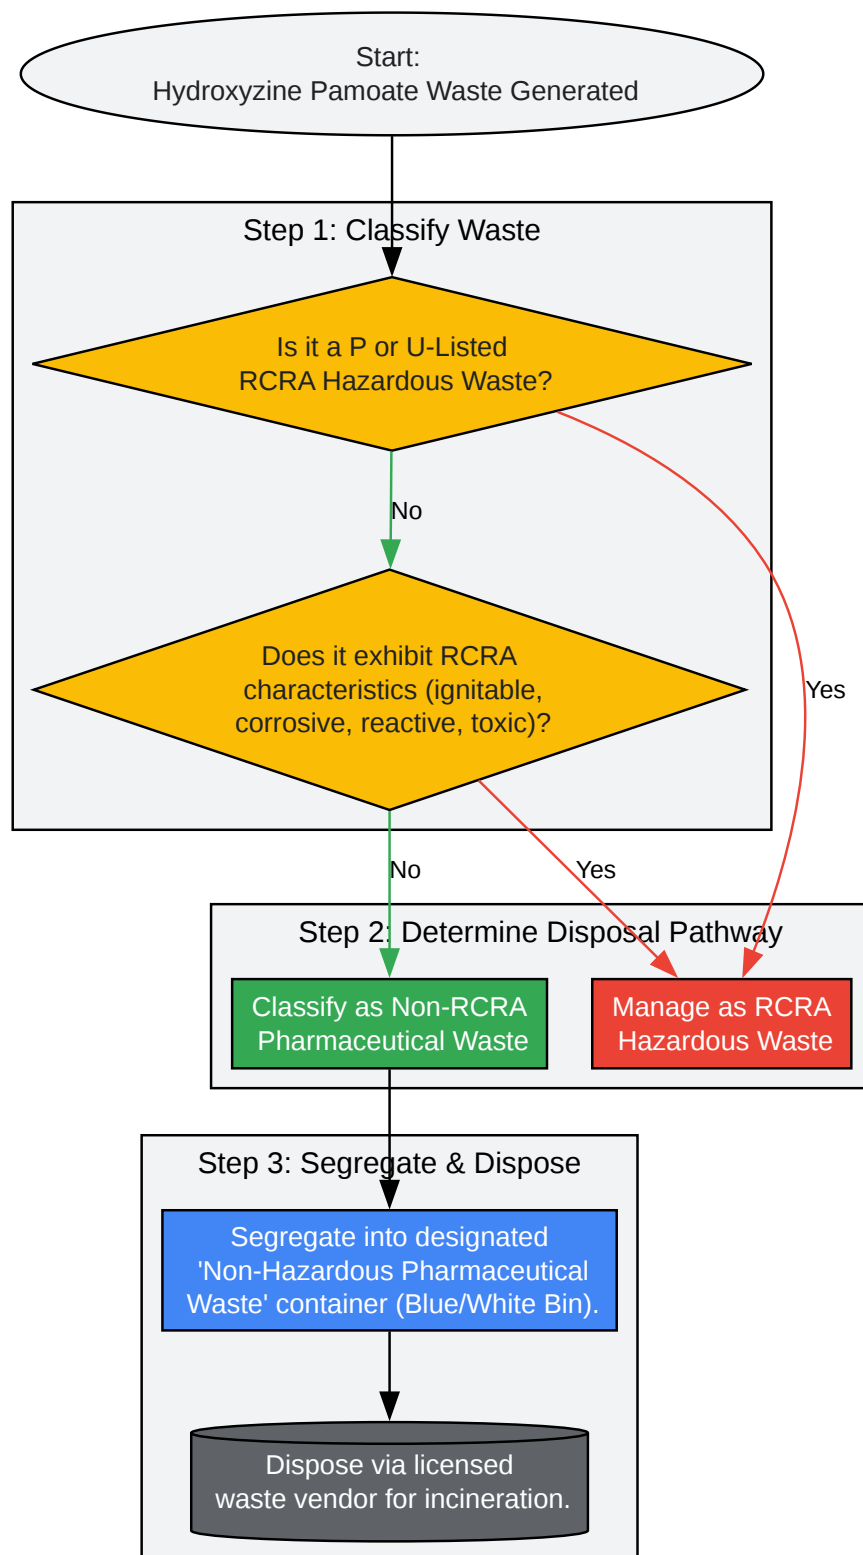 Start:
Hydroxyzine Pamoate Waste Generated
Step 1: Classify Waste
Is it a P or U-Listed
RCRA Hazardous Waste?
No
Does it exhibit RCRA
characteristics (ignitable,
corrosive, reactive, toxic)?
Yes
No
Yes
Step 2: Determine Disposal Pathway
Classify as Non-RCRA
Pharmaceutical Waste
Manage as RCRA
Hazardous Waste
Step 3: Segregate & Dispose
Segregate into designated
'Non-Hazardous Pharmaceutical
Waste' container (Blue/White Bin).
Dispose via licensed
waste vendor for incineration.